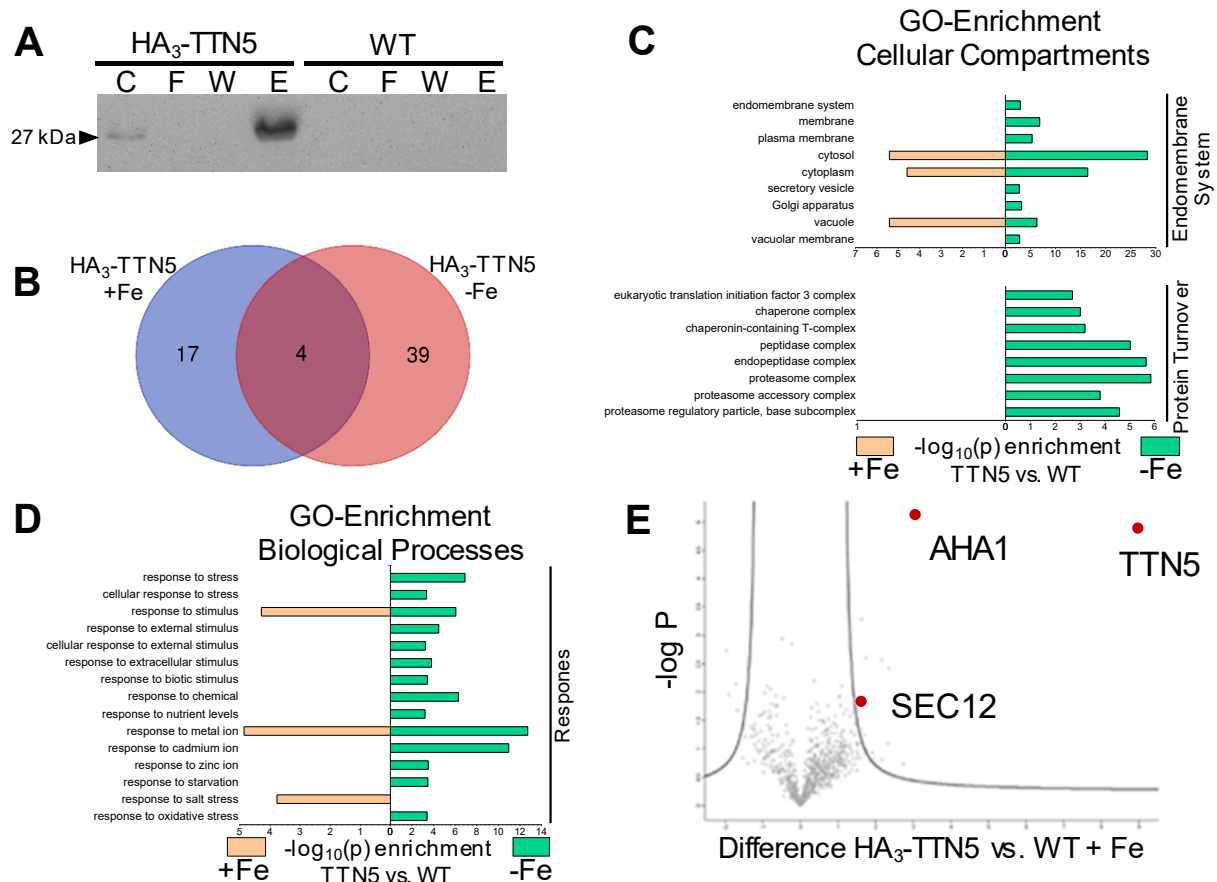 A
HA3-TTN5 WT
C F W E C F W E
27 kDa
B
HA3-TTN5
+Fe
HA3-TTN5
-Fe
17 4 39
C
GO-Enrichment
Cellular Compartments
endomembrane system
membrane
plasma membrane
cytosol
cytoplasm
secretory vesicle
Golgi apparatus
vacuole
vacuolar membrane
7 6 5 4 3 2 1 0 5 10 15 20 25 30
Endomembrane
System
eukaryotic translation initiation factor 3 complex
chaperone complex
chaperonin-containing T-complex
peptidase complex
endopeptidase complex
proteasome complex
proteasome accessory complex
proteasome regulatory particle, base subcomplex
1 0 1 2 3 4 5 6
Protein Turnover
+Fe -log10(p) enrichment -Fe
TTN5 vs. WT
D
GO-Enrichment
Biological Processes
response to stress
cellular response to stress
response to stimulus
response to external stimulus
cellular response to external stimulus
response to extracellular stimulus
response to biotic stimulus
response to chemical
response to nutrient levels
response to metal ion
response to cadmium ion
response to zinc ion
response to starvation
response to salt stress
response to oxidative stress
5 4 3 2 1 0 2 4 6 8 10 12 14
Respones
+Fe -log10(p) enrichment -Fe
TTN5 vs. WT
E
AHA1
TTN5
SEC12
-log P
Difference HA3-TTN5 vs. WT + Fe